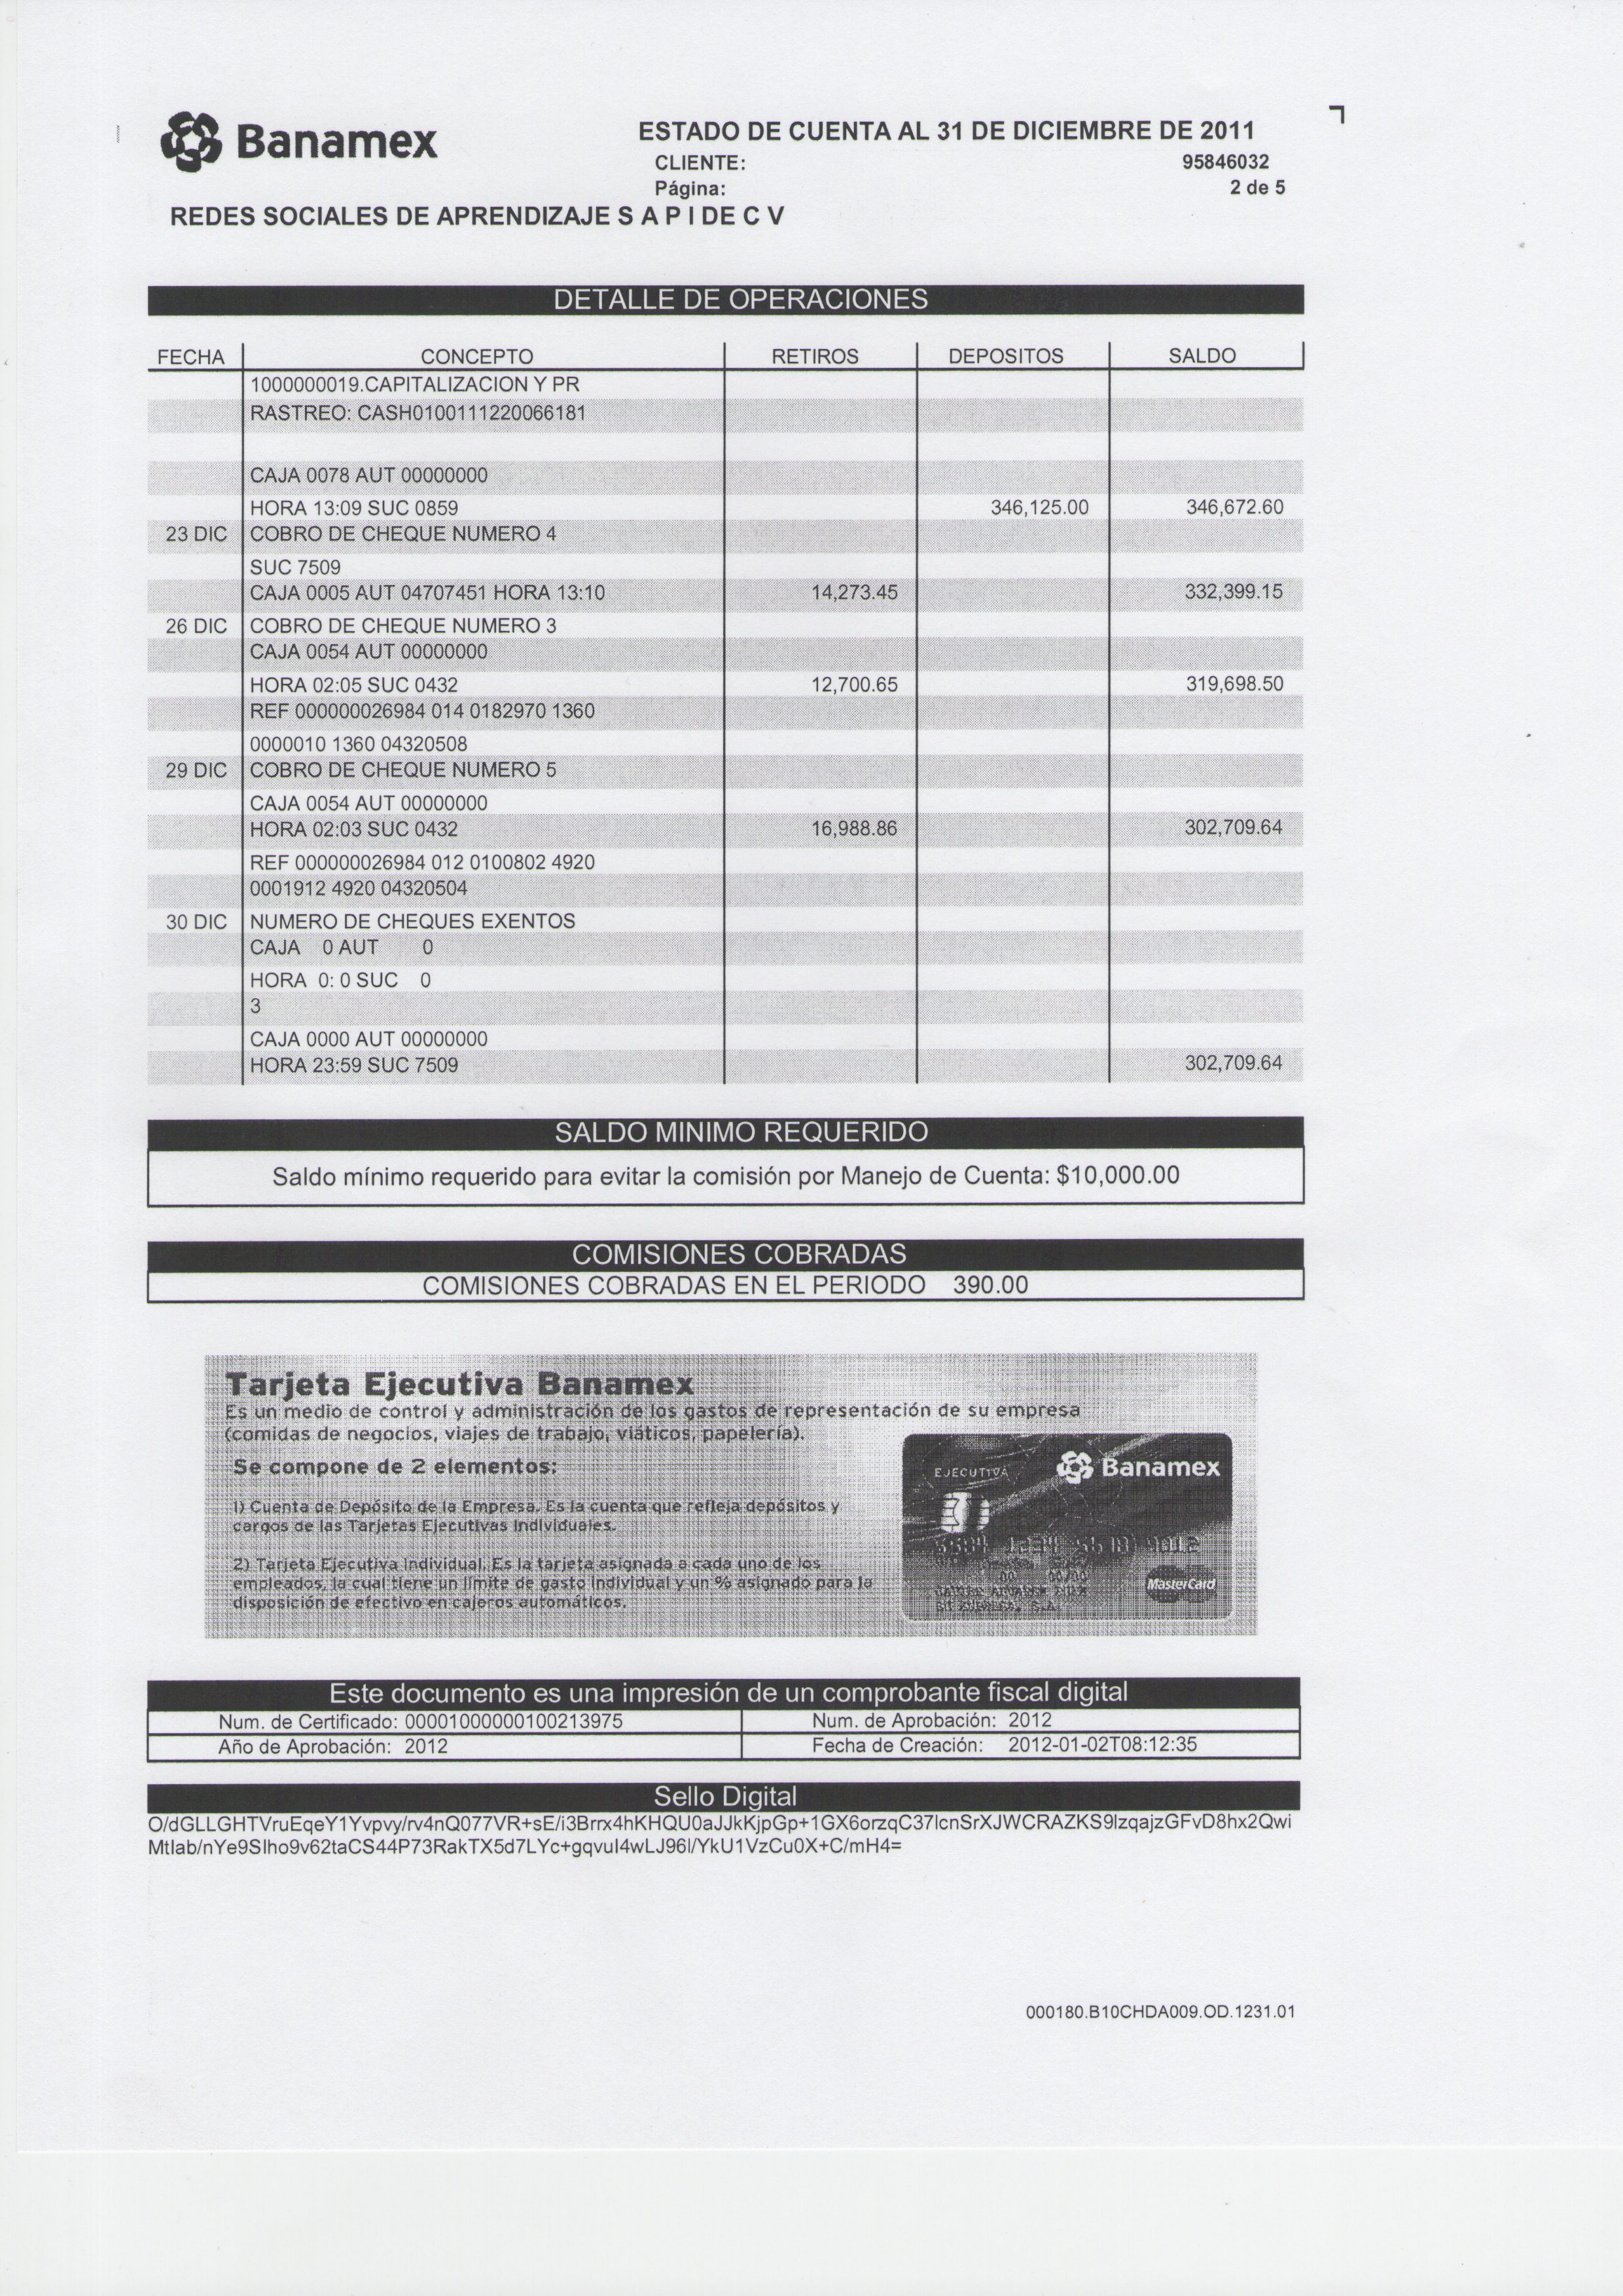 Banamex
ESTADO DE CUENTA AL 31 DE DICIEMBRE DE 2011
CLIENTE: 95846032
Página: 2 de 5
REDES SOCIALES DE APRENDIZAJE S A P I DE C V
DETALLE DE OPERACIONES
FECHA CONCEPTO RETIROS DEPOSITOS SALDO
1000000019.CAPITALIZACION Y PR
RASTREO: CASH0100111220066181
CAJA 0078 AUT 00000000
HORA 13:09 SUC 0859 346,125.00 346,672.60
23 DIC COBRO DE CHEQUE NUMERO 4
SUC 7509
CAJA 0005 AUT 04707451 HORA 13:10 14,273.45 332,399.15
26 DIC COBRO DE CHEQUE NUMERO 3
CAJA 0054 AUT 00000000
HORA 02:05 SUC 0432 12,700.65 319,698.50
REF 000000026984 014 0182970 1360
0000010 1360 04320508
29 DIC COBRO DE CHEQUE NUMERO 5
CAJA 0054 AUT 00000000
HORA 02:03 SUC 0432 16,988.86 302,709.64
REF 000000026984 012 0100802 4920
0001912 4920 04320504
30 DIC NUMERO DE CHEQUES EXENTOS
CAJA 0 AUT 0
HORA 0: 0 SUC 0
3
CAJA 0000 AUT 00000000
HORA 23:59 SUC 7509 302,709.64
SALDO MINIMO REQUERIDO
Saldo mínimo requerido para evitar la comisión por Manejo de Cuenta: $10,000.00
COMISIONES COBRADAS
COMISIONES COBRADAS EN EL PERIODO 390.00
Tarjeta Ejecutiva Banamex
Es un medio de control y administración de los gastos de representación de su empresa
(comidas de negocios, viajes de trabajo, viáticos, papelería).
Se compone de 2 elementos:
1) Cuenta de Depósito de la Empresa. Es la cuenta que refleja depósitos y
cargos de las Tarjetas Ejecutivas Individuales.
2) Tarjeta Ejecutiva Individual. Es la tarjeta asignada a cada uno de los
empleados, la cual tiene un límite de gasto individual y un % asignado para la
disposición de efectivo en cajeros automáticos.
EJECUTIVA Banamex
1234 9012
MasterCard
Este documento es una impresión de un comprobante fiscal digital
Num. de Certificado: 00001000000100213975 Num. de Aprobación: 2012
Año de Aprobación: 2012 Fecha de Creación: 2012-01-02T08:12:35
Sello Digital
O/dGLLGHTVruEqeY1Yvpvy/rv4nQ077VR+sE/i3Brrx4hKHQU0aJJkKjpGp+1GX6orzqC37lcnSrXJWCRAZKS9lzqajzGFvD8hx2Qwi
Mtlab/nYe9Slho9v62taCS44P73RakTX5d7LYc+gqvuI4wLJ96l/YkU1VzCu0X+C/mH4=
000180.B10CHDA009.OD.1231.01